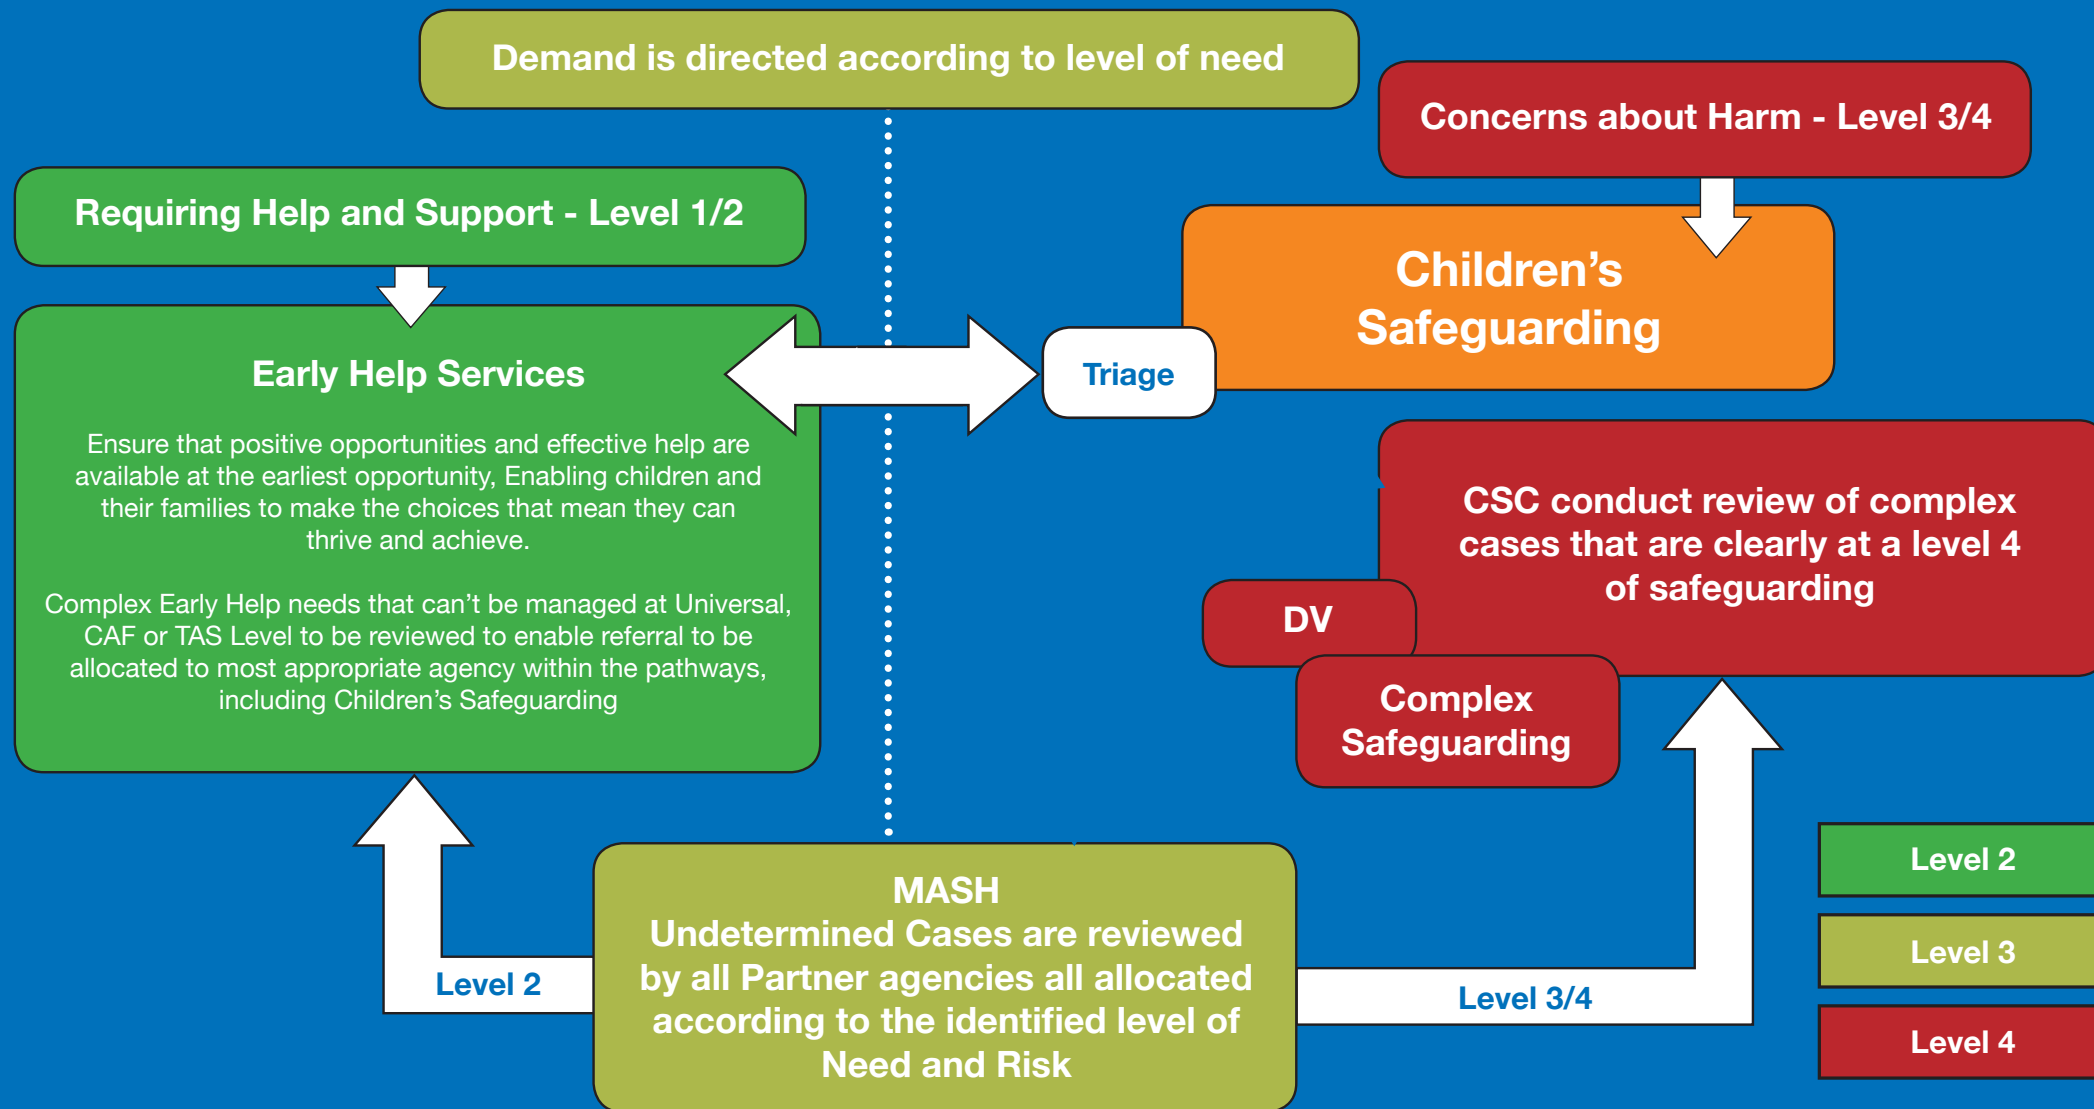 Demand is directed according to level of need
Concerns about Harm - Level 3/4
Requiring Help and Support - Level 1/2
Children’s
Safeguarding
Triage
Early Help Services
Ensure that positive opportunities and effective help are
available at the earliest opportunity, Enabling children and
their families to make the choices that mean they can
thrive and achieve.
Complex Early Help needs that can’t be managed at Universal,
CAF or TAS Level to be reviewed to enable referral to be
allocated to most appropriate agency within the pathways,
including Children’s Safeguarding
CSC conduct review of complex
cases that are clearly at a level 4
of safeguarding
DV
Complex
Safeguarding
MASH
Undetermined Cases are reviewed
by all Partner agencies all allocated
according to the identified level of
Need and Risk
Level 2
Level 3/4
Level 2
Level 3
Level 4